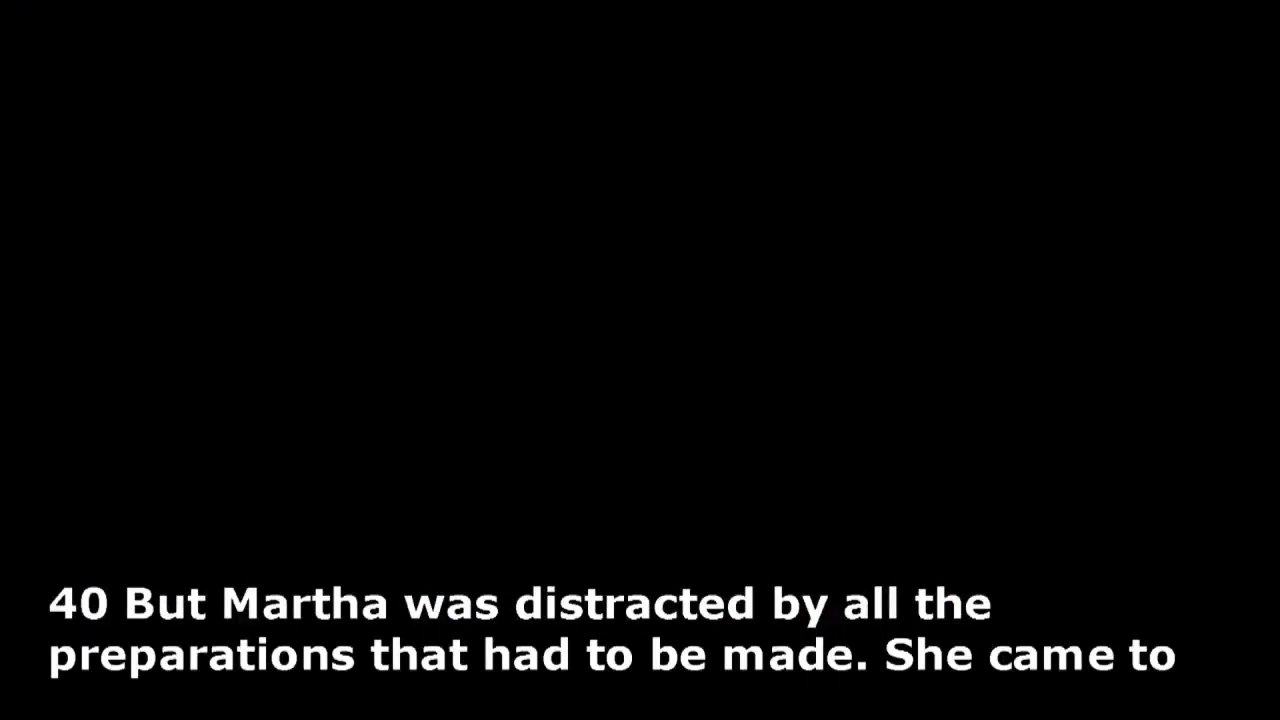 40 But Martha was distracted by all the
preparations that had to be made. She came to